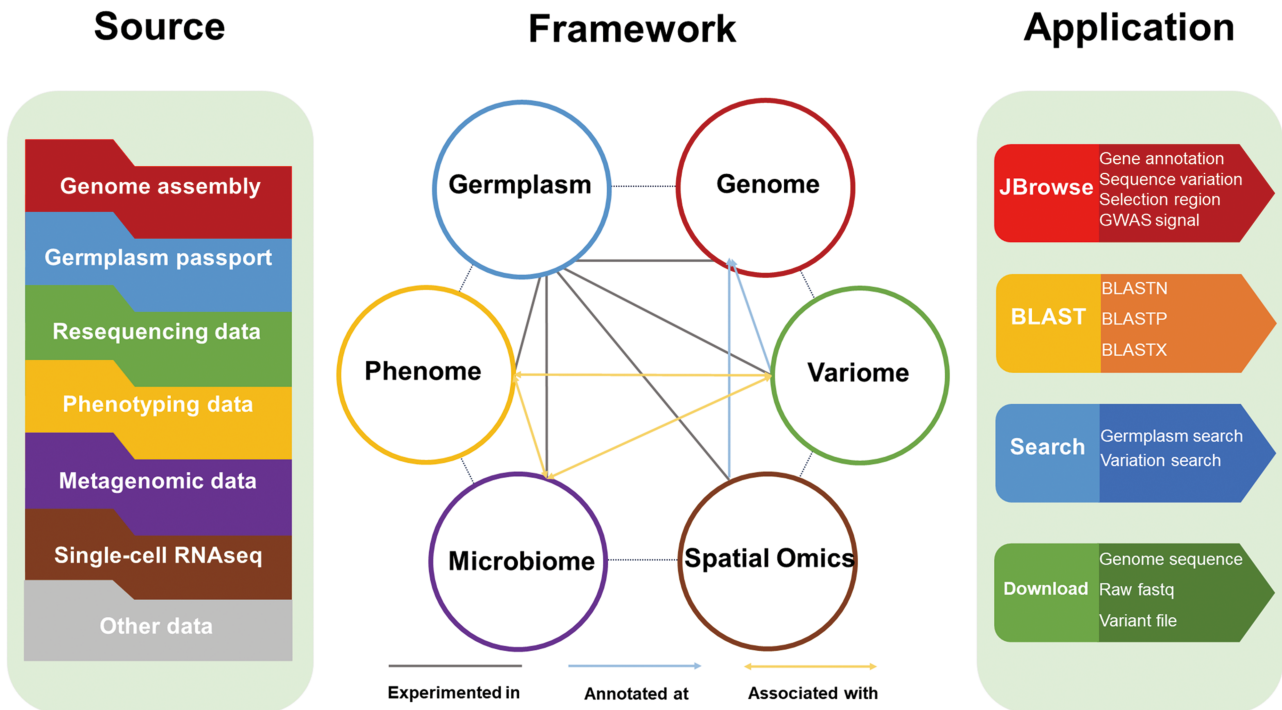 Source
Framework
Application
Genome assembly
Germplasm passport
Resequencing data
Phenotyping data
Metagenomic data
Single-cell RNAseq
Other data
Germplasm
Genome
Phenome
Variome
Microbiome
Spatial Omics
Experimented in
Annotated at
Associated with
JBrowse
Gene annotation
Sequence variation
Selection region
GWAS signal
BLAST
BLASTN
BLASTP
BLASTX
Search
Germplasm search
Variation search
Download
Genome sequence
Raw fastq
Variant file